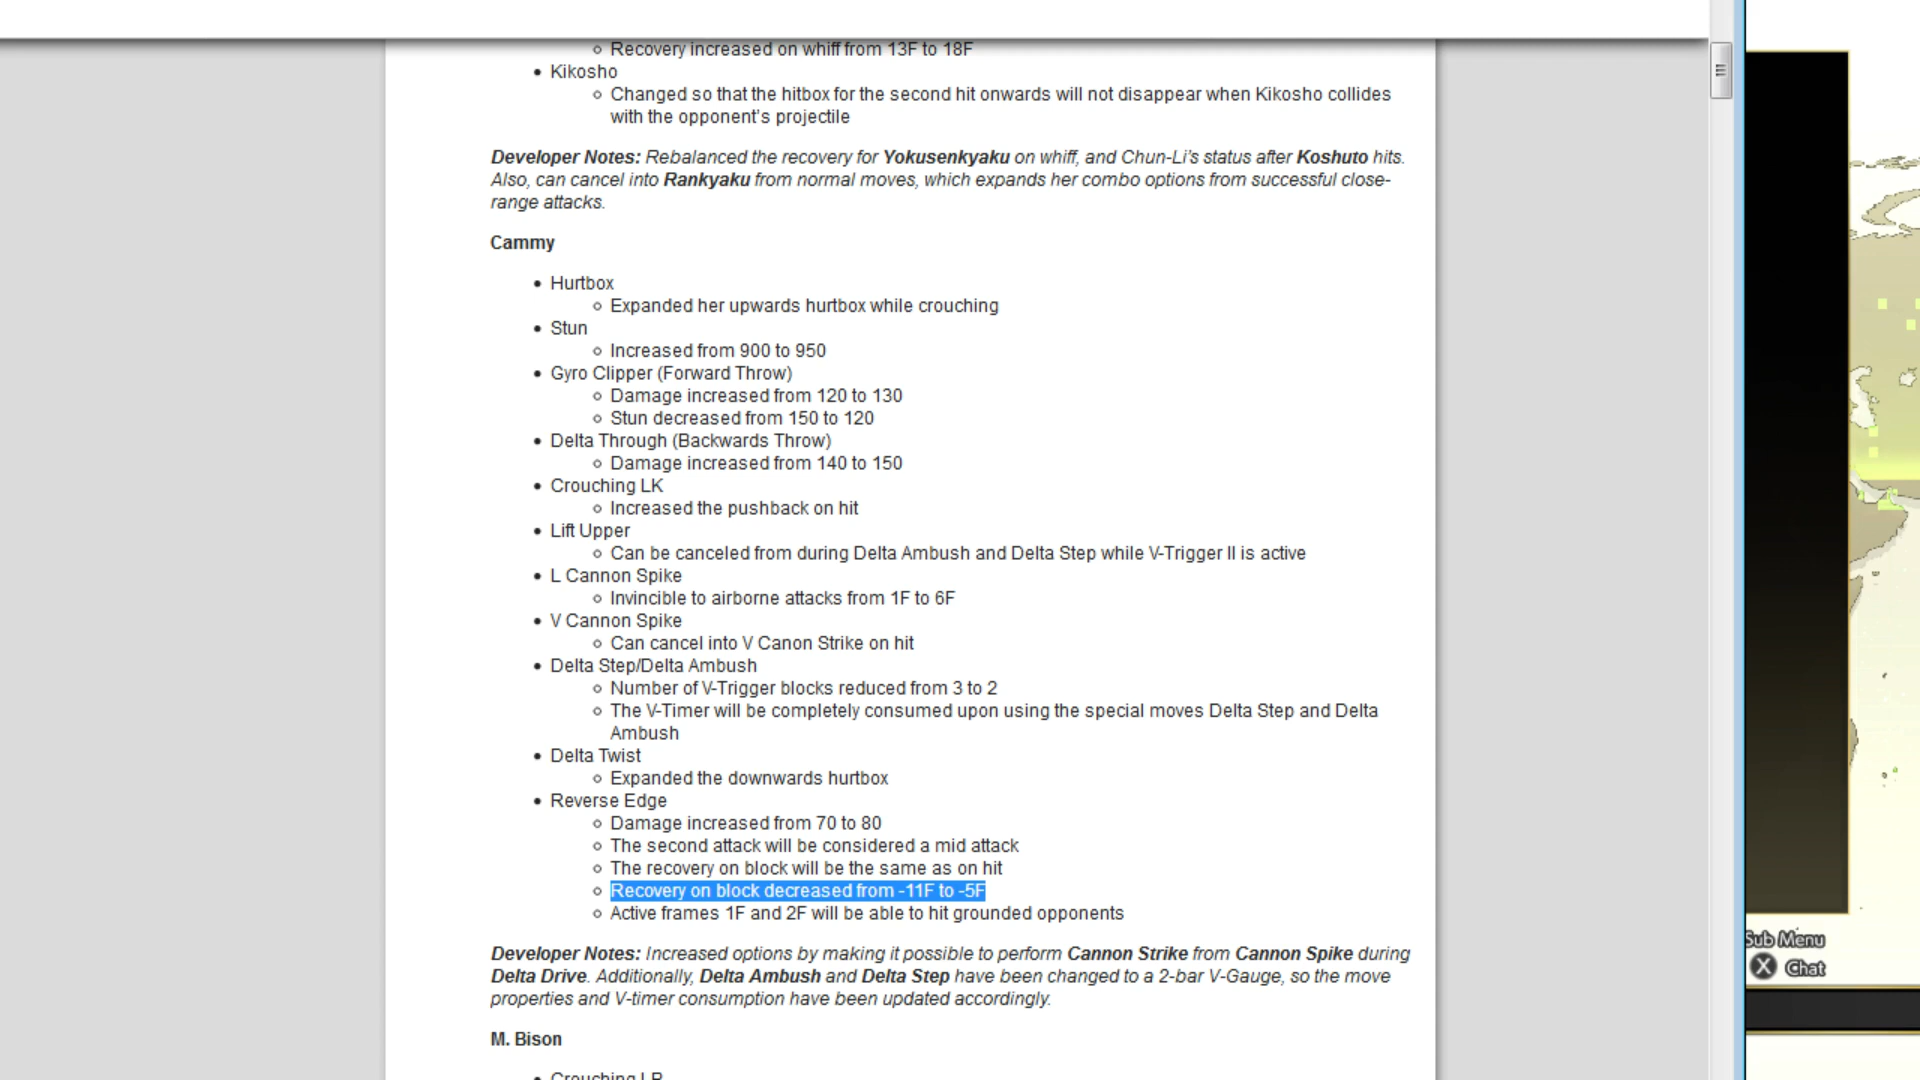 Recovery increased on whiff from 13F to 18F
Kikosho
Changed so that the hitbox for the second hit onwards will not disappear when Kikosho collides
with the opponent's projectile
Developer Notes: Rebalanced the recovery for Yokusenkyaku on whiff, and Chun-Li's status after Koshuto hits.
Also, can cancel into Rankyaku from normal moves, which expands her combo options from successful close-
range attacks.
Cammy
Hurtbox
Expanded her upwards hurtbox while crouching
Stun
Increased from 900 to 950
Gyro Clipper (Forward Throw)
Damage increased from 120 to 130
Stun decreased from 150 to 120
Delta Through (Backwards Throw)
Damage increased from 140 to 150
Crouching LK
Increased the pushback on hit
Lift Upper
Can be canceled from during Delta Ambush and Delta Step while V-Trigger II is active
L Cannon Spike
Invincible to airborne attacks from 1F to 6F
V Cannon Spike
Can cancel into V Canon Strike on hit
Delta Step/Delta Ambush
Number of V-Trigger blocks reduced from 3 to 2
The V-Timer will be completely consumed upon using the special moves Delta Step and Delta
Ambush
Delta Twist
Expanded the downwards hurtbox
Reverse Edge
Damage increased from 70 to 80
The second attack will be considered a mid attack
The recovery on block will be the same as on hit
Recovery on block decreased from -11F to -5F
Active frames 1F and 2F will be able to hit grounded opponents
Developer Notes: Increased options by making it possible to perform Cannon Strike from Cannon Spike during
Delta Drive. Additionally, Delta Ambush and Delta Step have been changed to a 2-bar V-Gauge, so the move
properties and V-timer consumption have been updated accordingly.
M. Bison
Crouching LP
Sub Menu
X Chat